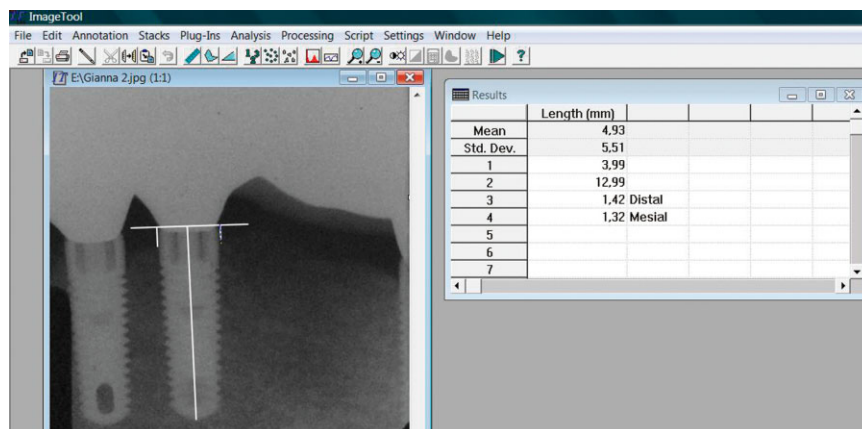 ImageTool
File Edit Annotation Stacks Plug-Ins Analysis Processing Script Settings Window Help
E:\Gianna 2.jpg (1:1)
Results
Length (mm)
Mean 4,93
Std. Dev. 5,51
1 3,99
2 12,99
3 1,42 Distal
4 1,32 Mesial
5
6
7